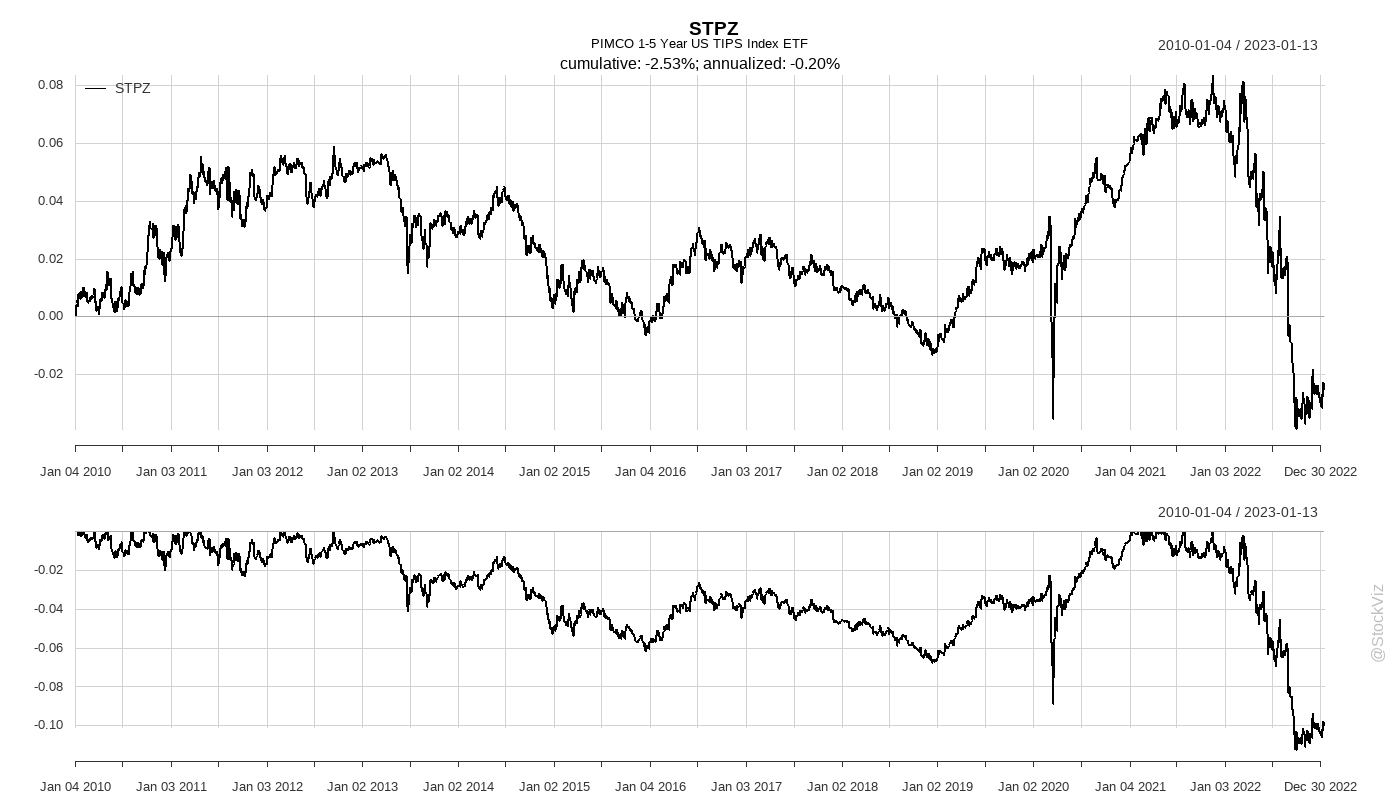 STPZ
PIMCO 1-5 Year US TIPS Index ETF
2010-01-04 / 2023-01-13
cumulative: -2.53%; annualized: -0.20%
STPZ
0.08
0.06
0.04
0.02
0.00
-0.02
Jan 04 2010 Jan 03 2011 Jan 03 2012 Jan 02 2013 Jan 02 2014 Jan 02 2015 Jan 04 2016 Jan 03 2017 Jan 02 2018 Jan 02 2019 Jan 02 2020 Jan 04 2021 Jan 03 2022 Dec 30 2022
2010-01-04 / 2023-01-13
-0.02
-0.04
-0.06
-0.08
-0.10
Jan 04 2010 Jan 03 2011 Jan 03 2012 Jan 02 2013 Jan 02 2014 Jan 02 2015 Jan 04 2016 Jan 03 2017 Jan 02 2018 Jan 02 2019 Jan 02 2020 Jan 04 2021 Jan 03 2022 Dec 30 2022
@StockViz